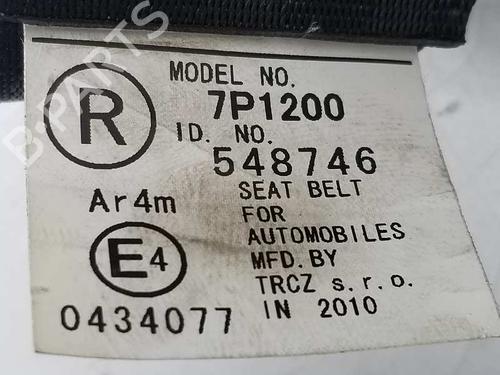 MODEL NO.
R
7P1200
ID. NO.
548746
SEAT BELT
FOR
AUTOMOBILES
MFD. BY
TRCZ s.r.o.
IN 2010
Ar4m
E4
0434077
B-PARTS